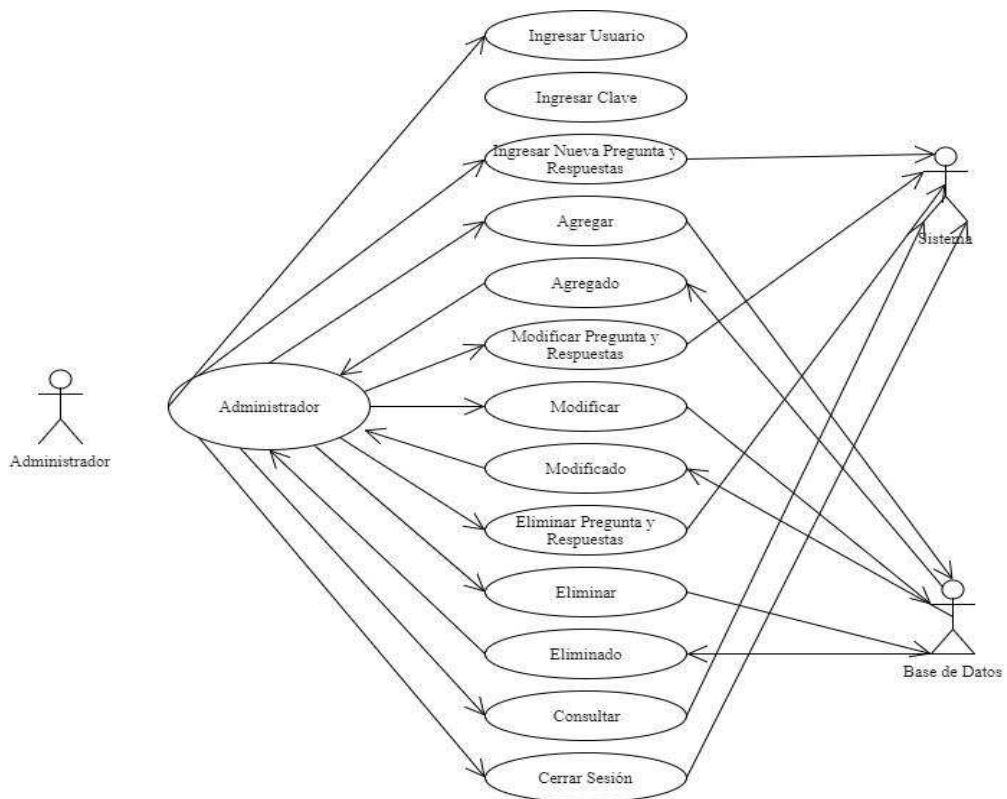 Ingresar Usuario
Ingresar Clave
Ingresar Nueva Pregunta y
Respuestas
Sistema
Agregar
Agregado
Modificar Pregunta y
Respuestas
Administrador
Administrador
Modificar
Modificado
Eliminar Pregunta y
Respuestas
Eliminar
Eliminado
Base de Datos
Consultar
Cerrar Sesión